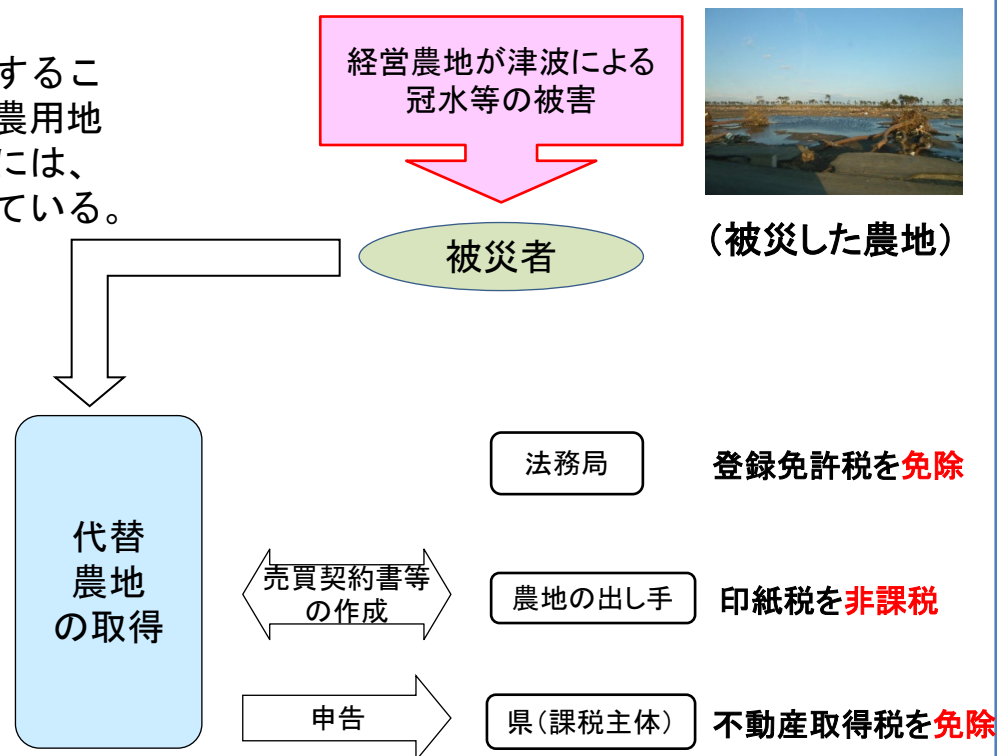 するこ
農用地
には、
ている。
経営農地が津波による
冠水等の被害
(被災した農地)
被災者
代替
農地
の取得
法務局
登録免許税を免除
売買契約書等
の作成
農地の出し手
印紙税を非課税
申告
県(課税主体)
不動産取得税を免除